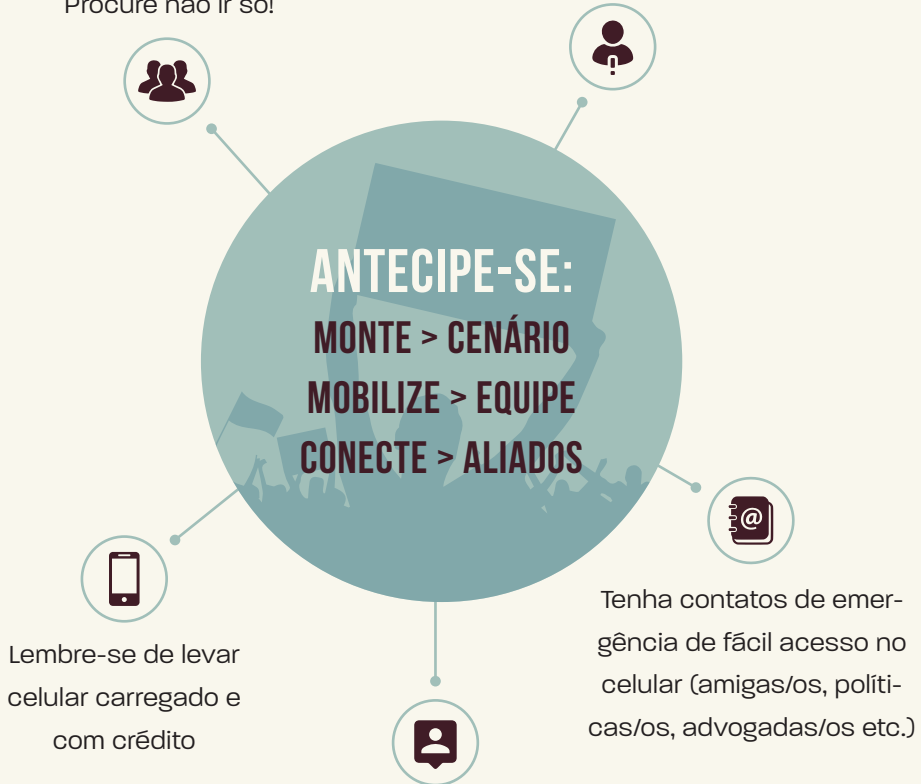 Procure não ir só!
ANTECIPE-SE:
MONTE > CENÁRIO
MOBILIZE > EQUIPE
CONECTE > ALIADOS
Lembre-se de levar
celular carregado e
com crédito
@
Tenha contatos de emer-
gência de fácil acesso no
celular (amigas/os, políti-
cas/os, advogadas/os etc.)